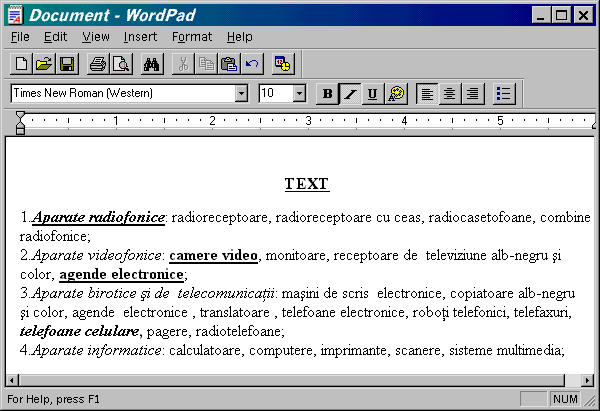 Document - WordPad
File Edit View Insert Format Help
Times New Roman (Western) 10 B I U
1 2 3 4 5
TEXT
1.Aparate radiofonice: radioreceptoare, radioreceptoare cu ceas, radiocasetofoane, combine
radiofonice;
2.Aparate videofonice: camere video, monitoare, receptoare de televiziune alb-negru şi
color, agende electronice;
3.Aparate birotice şi de telecomunicaţii: maşini de scris electronice, copiatoare alb-negru
şi color, agende electronice , translatoare , telefoane electronice, roboţi telefonici, telefaxuri,
telefoane celulare, pagere, radiotelefoane;
4.Aparate informatice: calculatoare, computere, imprimante, scanere, sisteme multimedia;
For Help, press F1 NUM